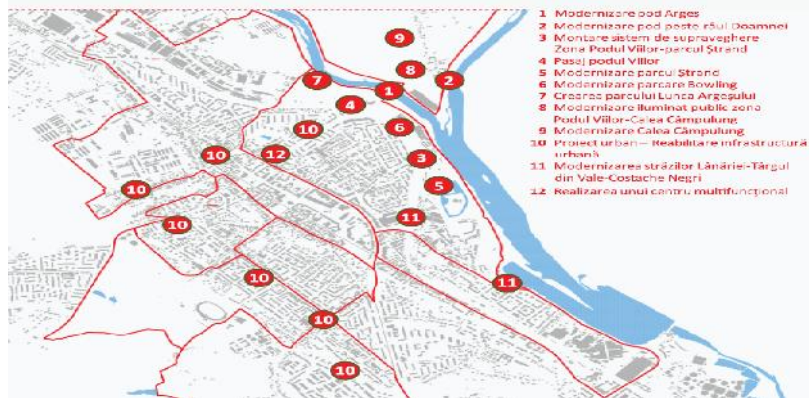 1 Modernizare pod Argeș
2 Modernizare pod peste râul Doamnei
3 Montare sistem de supraveghere
Zona Podul Viilor-parcul Ștrand
4 Pasaj podul Viilor
5 Modernizare parcul Ștrand
6 Modernizare parcare Bowling
7 Crearea parcului Lunca Argeșului
8 Modernizare iluminat public zona
Podul Viilor-Calea Câmpulung
9 Modernizare Calea Câmpulung
10 Proiect urban – Reabilitare infrastructură
urbană
11 Modernizarea străzilor Lânăriei-Târgul
din Vale-Costache Negri
12 Realizarea unui centru multifuncțional
9
8
7
2
1
4
10
6
12
10
3
10
5
11
10
10
11
10
10